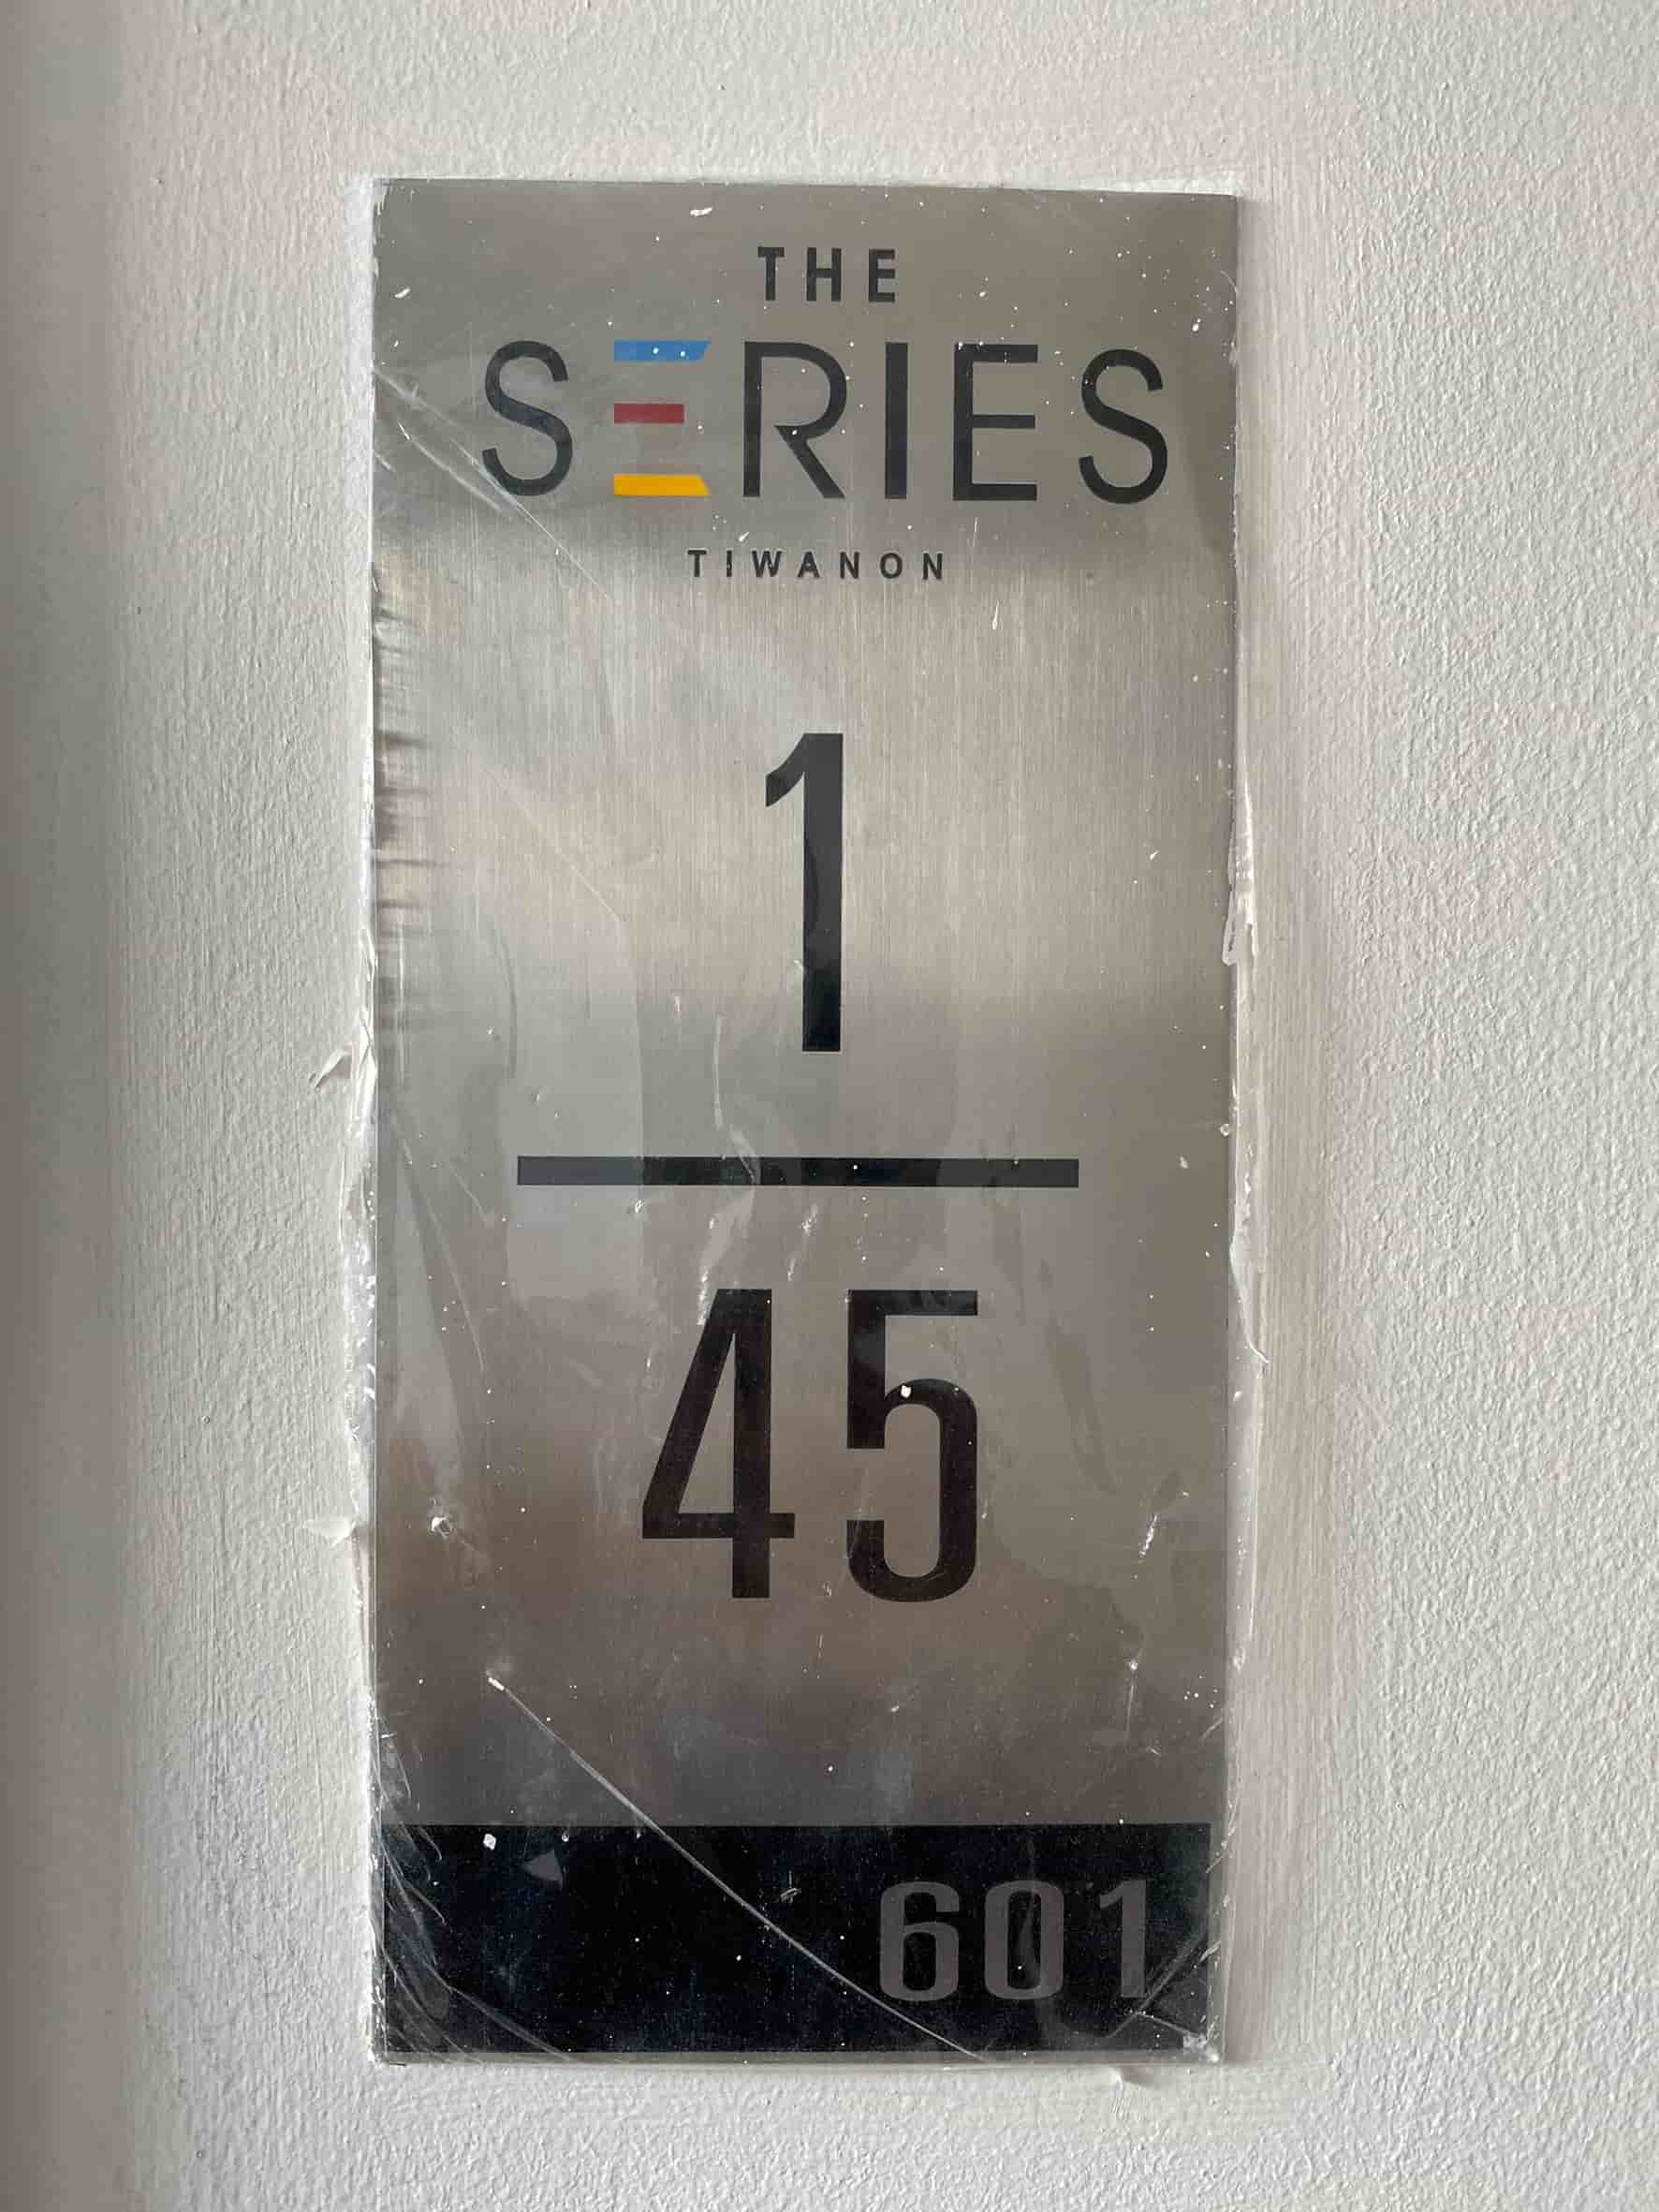 THE
SERIES
TIWANON
1
45
601